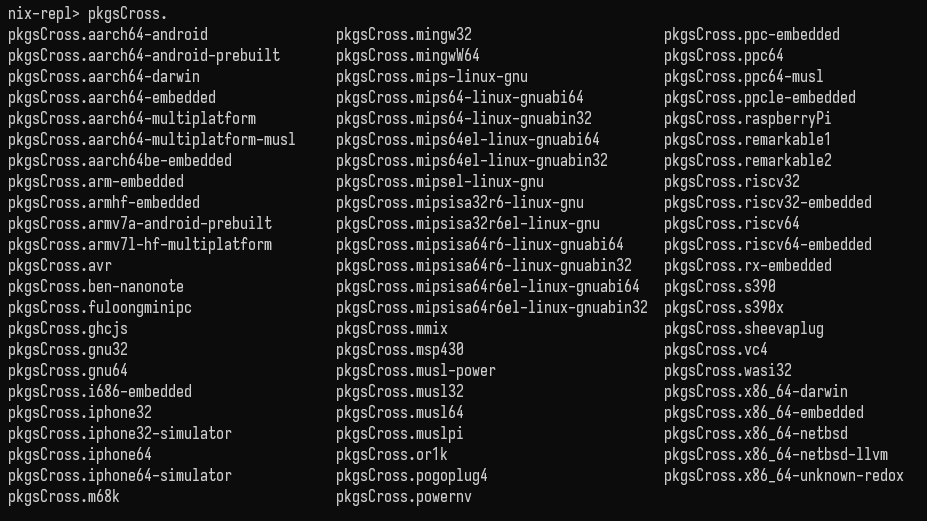 nix-repl> pkgsCross.
pkgsCross.aarch64-android pkgsCross.mingw32 pkgsCross.ppc-embedded
pkgsCross.aarch64-android-prebuilt pkgsCross.mingwW64 pkgsCross.ppc64
pkgsCross.aarch64-darwin pkgsCross.mips-linux-gnu pkgsCross.ppc64-musl
pkgsCross.aarch64-embedded pkgsCross.mips64-linux-gnuabi64 pkgsCross.ppcle-embedded
pkgsCross.aarch64-multiplatform pkgsCross.mips64-linux-gnuabin32 pkgsCross.raspberryPi
pkgsCross.aarch64-multiplatform-musl pkgsCross.mips64el-linux-gnuabi64 pkgsCross.remarkable1
pkgsCross.aarch64be-embedded pkgsCross.mips64el-linux-gnuabin32 pkgsCross.remarkable2
pkgsCross.arm-embedded pkgsCross.mipsel-linux-gnu pkgsCross.riscv32
pkgsCross.armhf-embedded pkgsCross.mipsisa32r6-linux-gnu pkgsCross.riscv32-embedded
pkgsCross.armv7a-android-prebuilt pkgsCross.mipsisa32r6el-linux-gnu pkgsCross.riscv64
pkgsCross.armv7l-hf-multiplatform pkgsCross.mipsisa64r6-linux-gnuabi64 pkgsCross.riscv64-embedded
pkgsCross.avr pkgsCross.mipsisa64r6-linux-gnuabin32 pkgsCross.rx-embedded
pkgsCross.ben-nanonote pkgsCross.mipsisa64r6el-linux-gnuabi64 pkgsCross.s390
pkgsCross.fuloongminipc pkgsCross.mipsisa64r6el-linux-gnuabin32 pkgsCross.s390x
pkgsCross.ghcjs pkgsCross.mmix pkgsCross.sheevaplug
pkgsCross.gnu32 pkgsCross.msp430 pkgsCross.vc4
pkgsCross.gnu64 pkgsCross.musl-power pkgsCross.wasi32
pkgsCross.i686-embedded pkgsCross.musl32 pkgsCross.x86_64-darwin
pkgsCross.iphone32 pkgsCross.musl64 pkgsCross.x86_64-embedded
pkgsCross.iphone32-simulator pkgsCross.muslpi pkgsCross.x86_64-netbsd
pkgsCross.iphone64 pkgsCross.or1k pkgsCross.x86_64-netbsd-llvm
pkgsCross.iphone64-simulator pkgsCross.pogoplug4 pkgsCross.x86_64-unknown-redox
pkgsCross.m68k pkgsCross.powernv